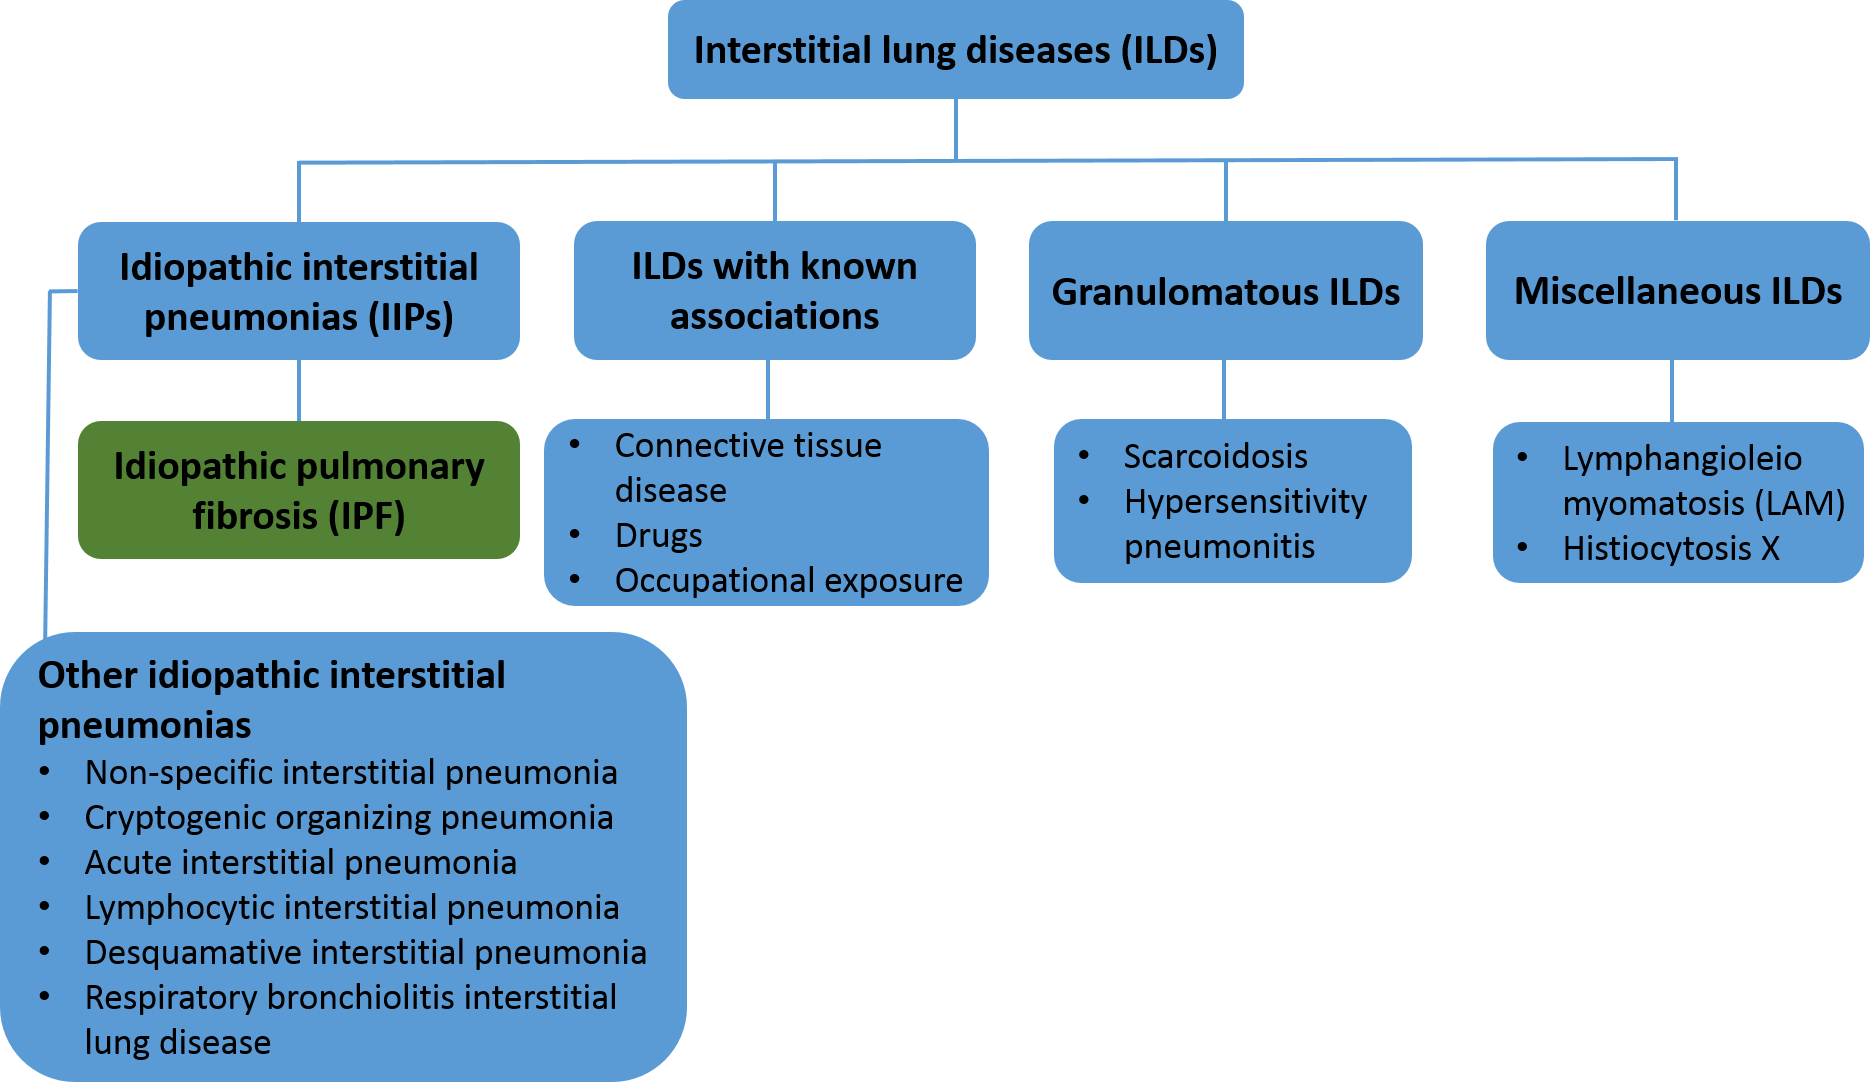 Interstitial lung diseases (ILDs)
Idiopathic interstitial
pneumonias (IIPs)
ILDs with known
associations
Granulomatous ILDs
Miscellaneous ILDs
Idiopathic pulmonary
fibrosis (IPF)
• Connective tissue
disease
• Drugs
• Occupational exposure
• Scarcoidosis
• Hypersensitivity
pneumonitis
• Lymphangioleio
myomatosis (LAM)
• Histiocytosis X
Other idiopathic interstitial
pneumonias
• Non-specific interstitial pneumonia
• Cryptogenic organizing pneumonia
• Acute interstitial pneumonia
• Lymphocytic interstitial pneumonia
• Desquamative interstitial pneumonia
• Respiratory bronchiolitis interstitial
lung disease